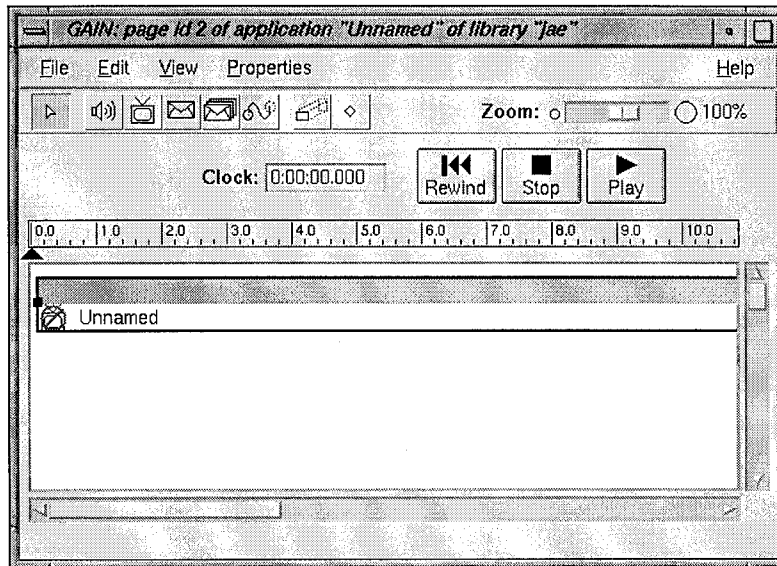 GAIN: page id 2 of application "Unnamed" of library "jae"
File Edit View Properties Help
Zoom: 100%
Clock: 0:00:00.000 Rewind Stop Play
0.0 1.0 2.0 3.0 4.0 5.0 6.0 7.0 8.0 9.0 10.0
Unnamed